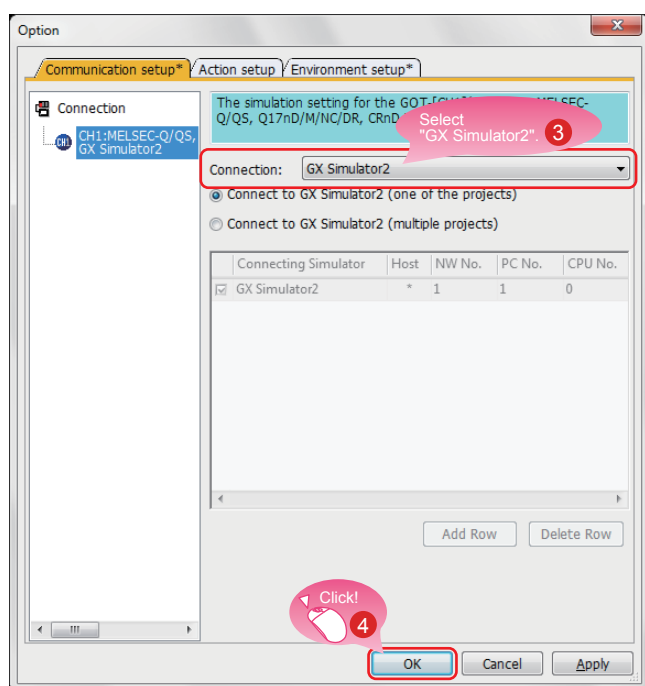 Option
Communication setup* Action setup Environment setup*
Connection
CH1:MELSEC-Q/QS,
GX Simulator2
The simulation setting for the GOT-
SEC-
Q/QS, Q17nD/M/NC/DR, CRnD
Select
"GX Simulator2". 3
Connection: GX Simulator2
Connect to GX Simulator2 (one of the projects)
Connect to GX Simulator2 (multiple projects)
Connecting Simulator Host NW No. PC No. CPU No.
GX Simulator2 * 1 1 0
Add Row Delete Row
Click!
4
OK Cancel Apply